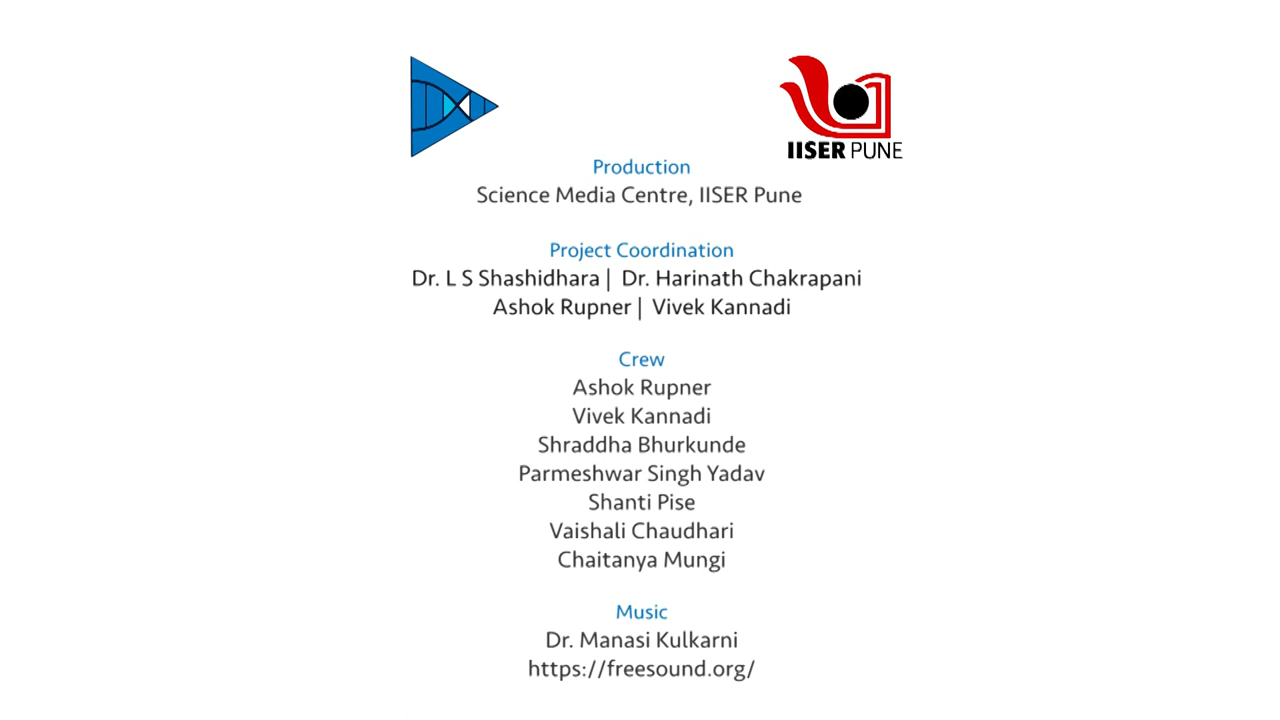 IISER PUNE
Production
Science Media Centre, IISER Pune
Project Coordination
Dr. L S Shashidhara | Dr. Harinath Chakrapani
Ashok Rupner | Vivek Kannadi
Crew
Ashok Rupner
Vivek Kannadi
Shraddha Bhurkunde
Parmeshwar Singh Yadav
Shanti Pise
Vaishali Chaudhari
Chaitanya Mungi
Music
Dr. Manasi Kulkarni
https://freesound.org/